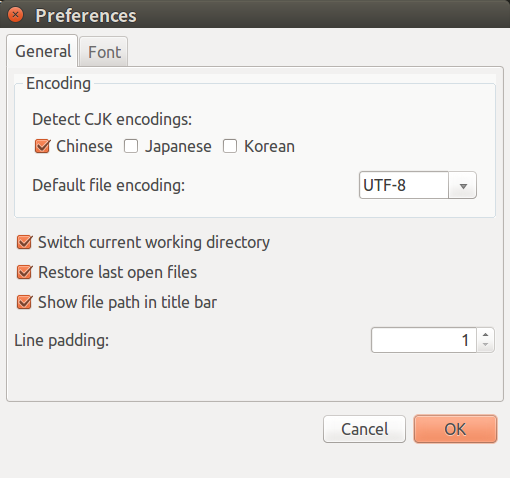 Preferences
General Font
Encoding
Detect CJK encodings:
Chinese Japanese Korean
Default file encoding: UTF-8
Switch current working directory
Restore last open files
Show file path in title bar
Line padding: 1
Cancel OK